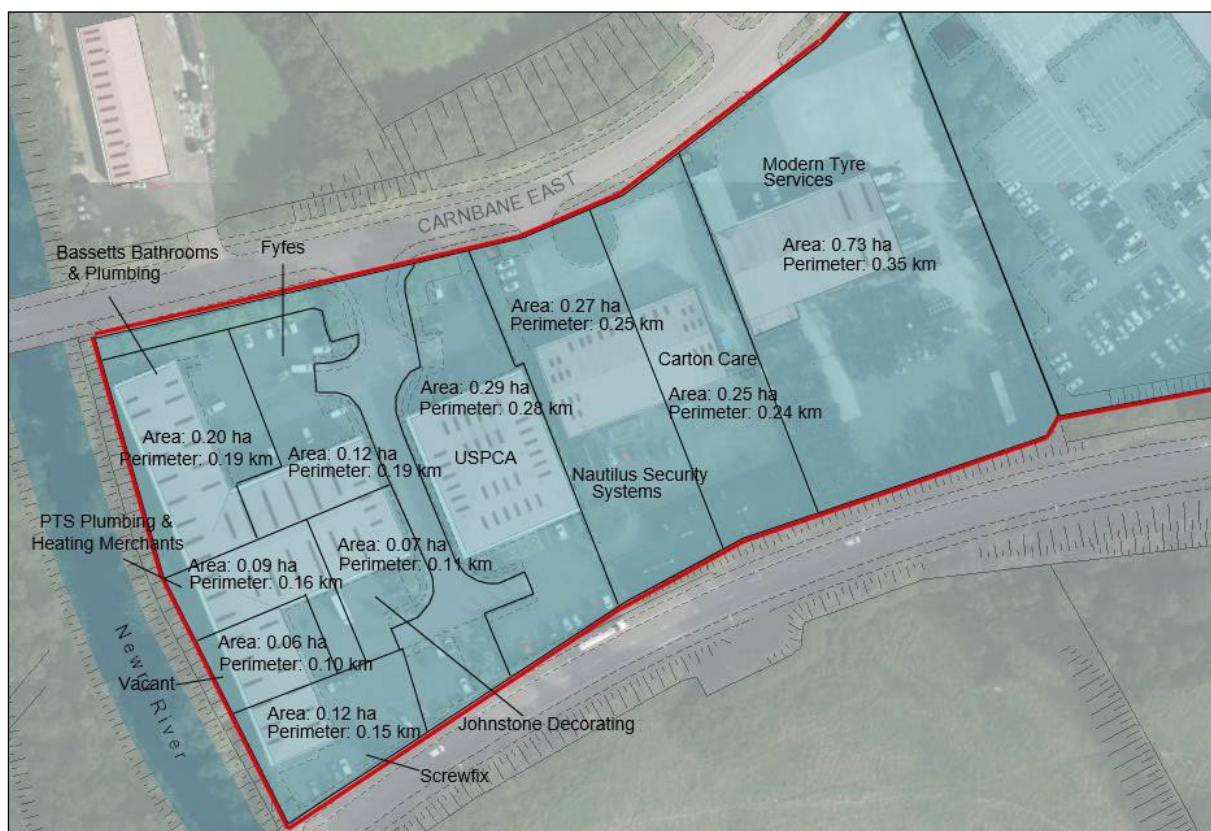 CARNBANE EAST
Modern Tyre
Services
Bassetts Bathrooms
& Plumbing
Fyfes
Area: 0.73 ha
Perimeter: 0.35 km
Area: 0.27 ha
Perimeter: 0.25 km
Carton Care
Area: 0.25 ha
Perimeter: 0.24 km
Area: 0.29 ha
Perimeter: 0.28 km
USPCA
Nautilus Security
Systems
Area: 0.20 ha
Perimeter: 0.19 km
Area: 0.12 ha
Perimeter: 0.19 km
PTS Plumbing &
Heating Merchants
Area: 0.07 ha
Perimeter: 0.11 km
Area: 0.09 ha
Perimeter: 0.16 km
Area: 0.06 ha
Perimeter: 0.10 km
Vacant
Newry River
Area: 0.12 ha
Perimeter: 0.15 km
Johnstone Decorating
Screwfix